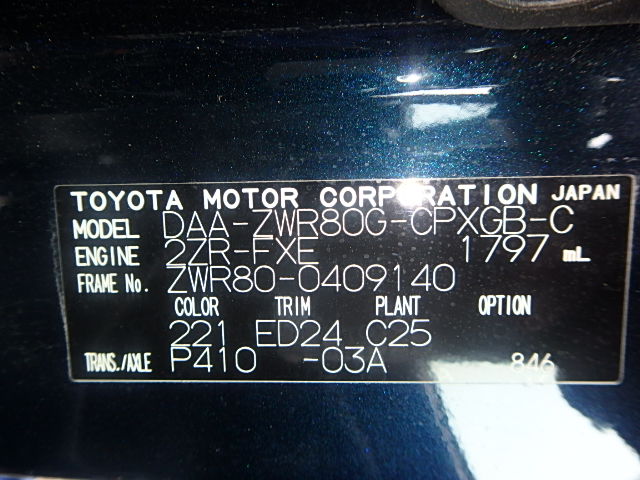 TOYOTA MOTOR CORPORATION JAPAN
MODEL DAA-ZWR80G-CPXGB-C
ENGINE 2ZR-FXE 1797 mL
FRAME No. ZWR80-0409140
COLOR TRIM PLANT OPTION
221 ED24 C25
TRANS./AXLE P410 -03A 846